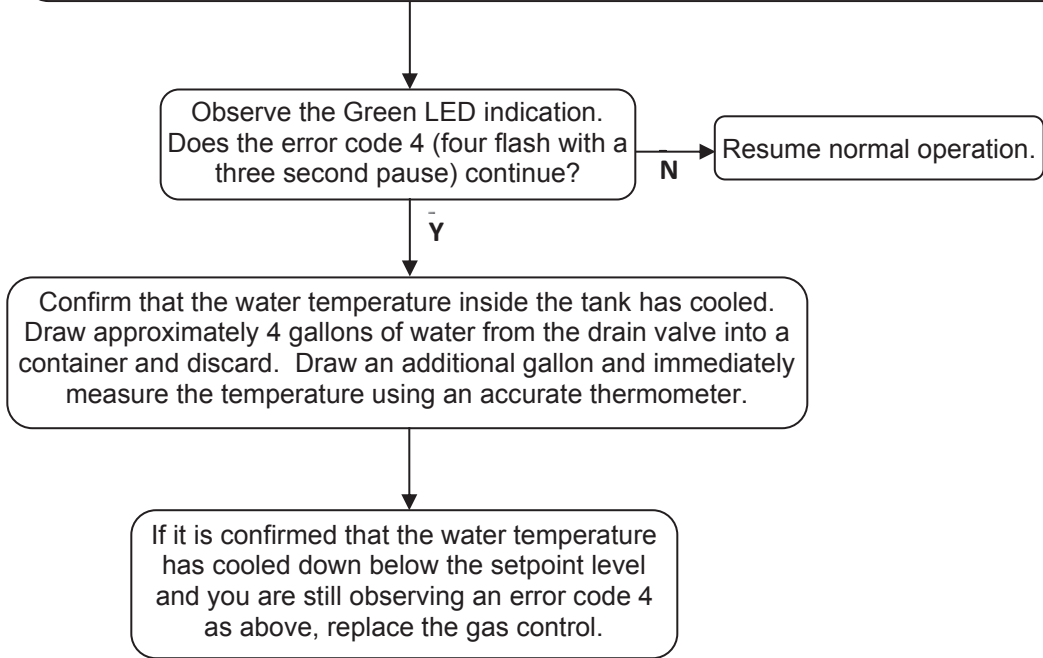 Observe the Green LED indication.
Does the error code 4 (four flash with a
three second pause) continue?
N
Resume normal operation.
Y
Confirm that the water temperature inside the tank has cooled.
Draw approximately 4 gallons of water from the drain valve into a
container and discard.  Draw an additional gallon and immediately
measure the temperature using an accurate thermometer.
If it is confirmed that the water temperature
has cooled down below the setpoint level
and you are still observing an error code 4
as above, replace the gas control.